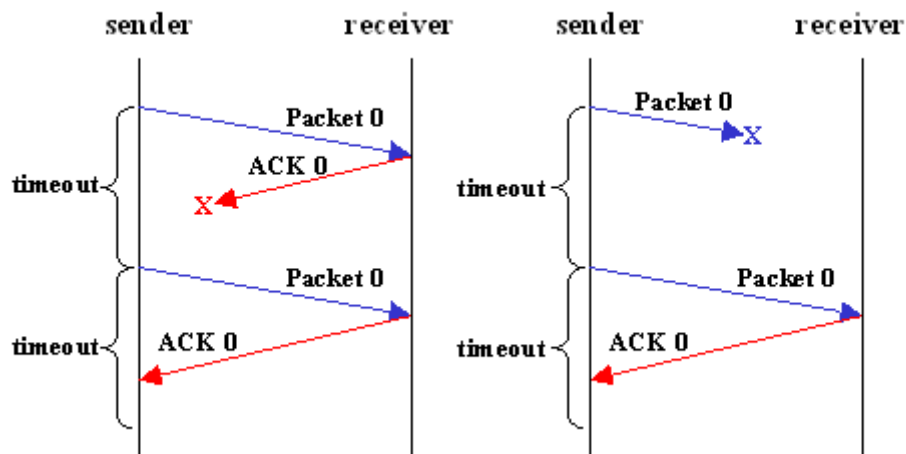 sender receiver
Packet 0
ACK 0
timeout
X
Packet 0
ACK 0
timeout
sender receiver
Packet 0
X
timeout
Packet 0
ACK 0
timeout